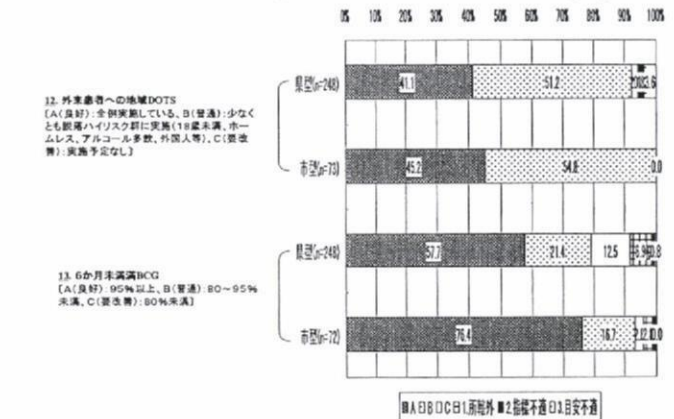 0% 10% 20% 30% 40% 50% 60% 70% 80% 90% 100%
12. 外来患者への地域DOTS
[A(良好):全例実施している、B(普通):少なく
とも脱落ハイリスク群に実施(18歳未満、ホー
ムレス、アルコール多飲、外国人等)、C(要改
善):実施予定なし]
県型(n=248) 41.1 51.2 3.6
市型(n=73) 45.2 54.8 0.0
13. 6か月未満満BCG
[A(良好):95%以上、B(普通):80~95%
未満、C(要改善):80%未満]
県型(n=248) 57.7 21.4 12.5 0.8
市型(n=72) 76.4 16.7 0.0
A B C 1.所轄外 2.指標不適 3.目安不適